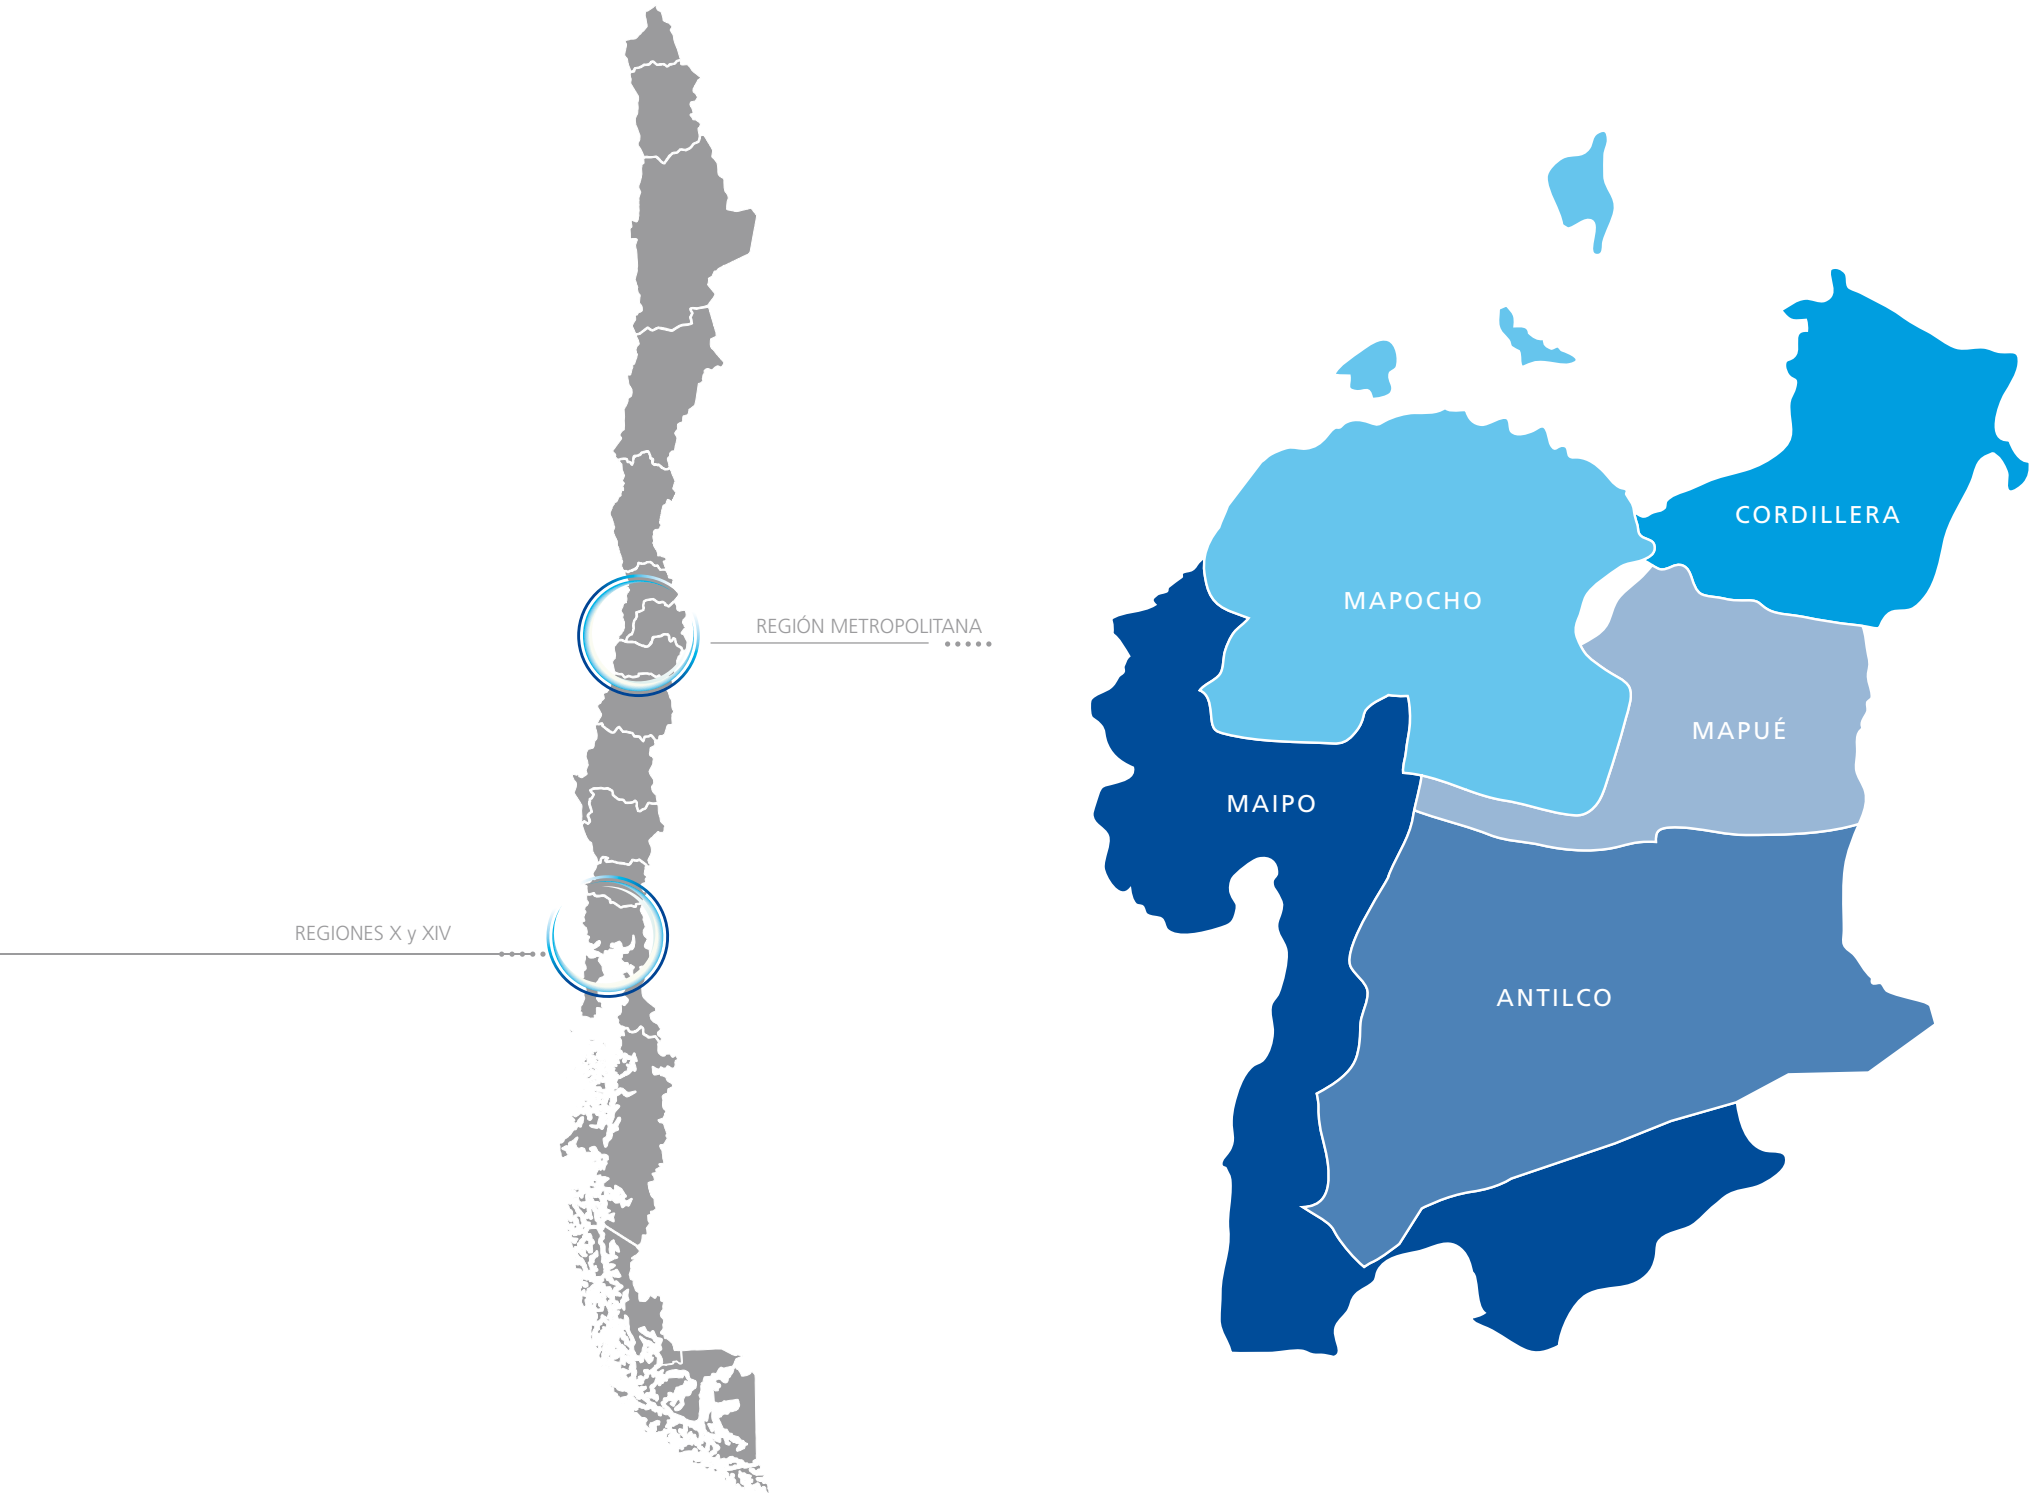 CORDILLERA
MAPOCHO
REGIÓN METROPOLITANA
MAPUÉ
MAIPO
REGIONES X y XIV
ANTILCO